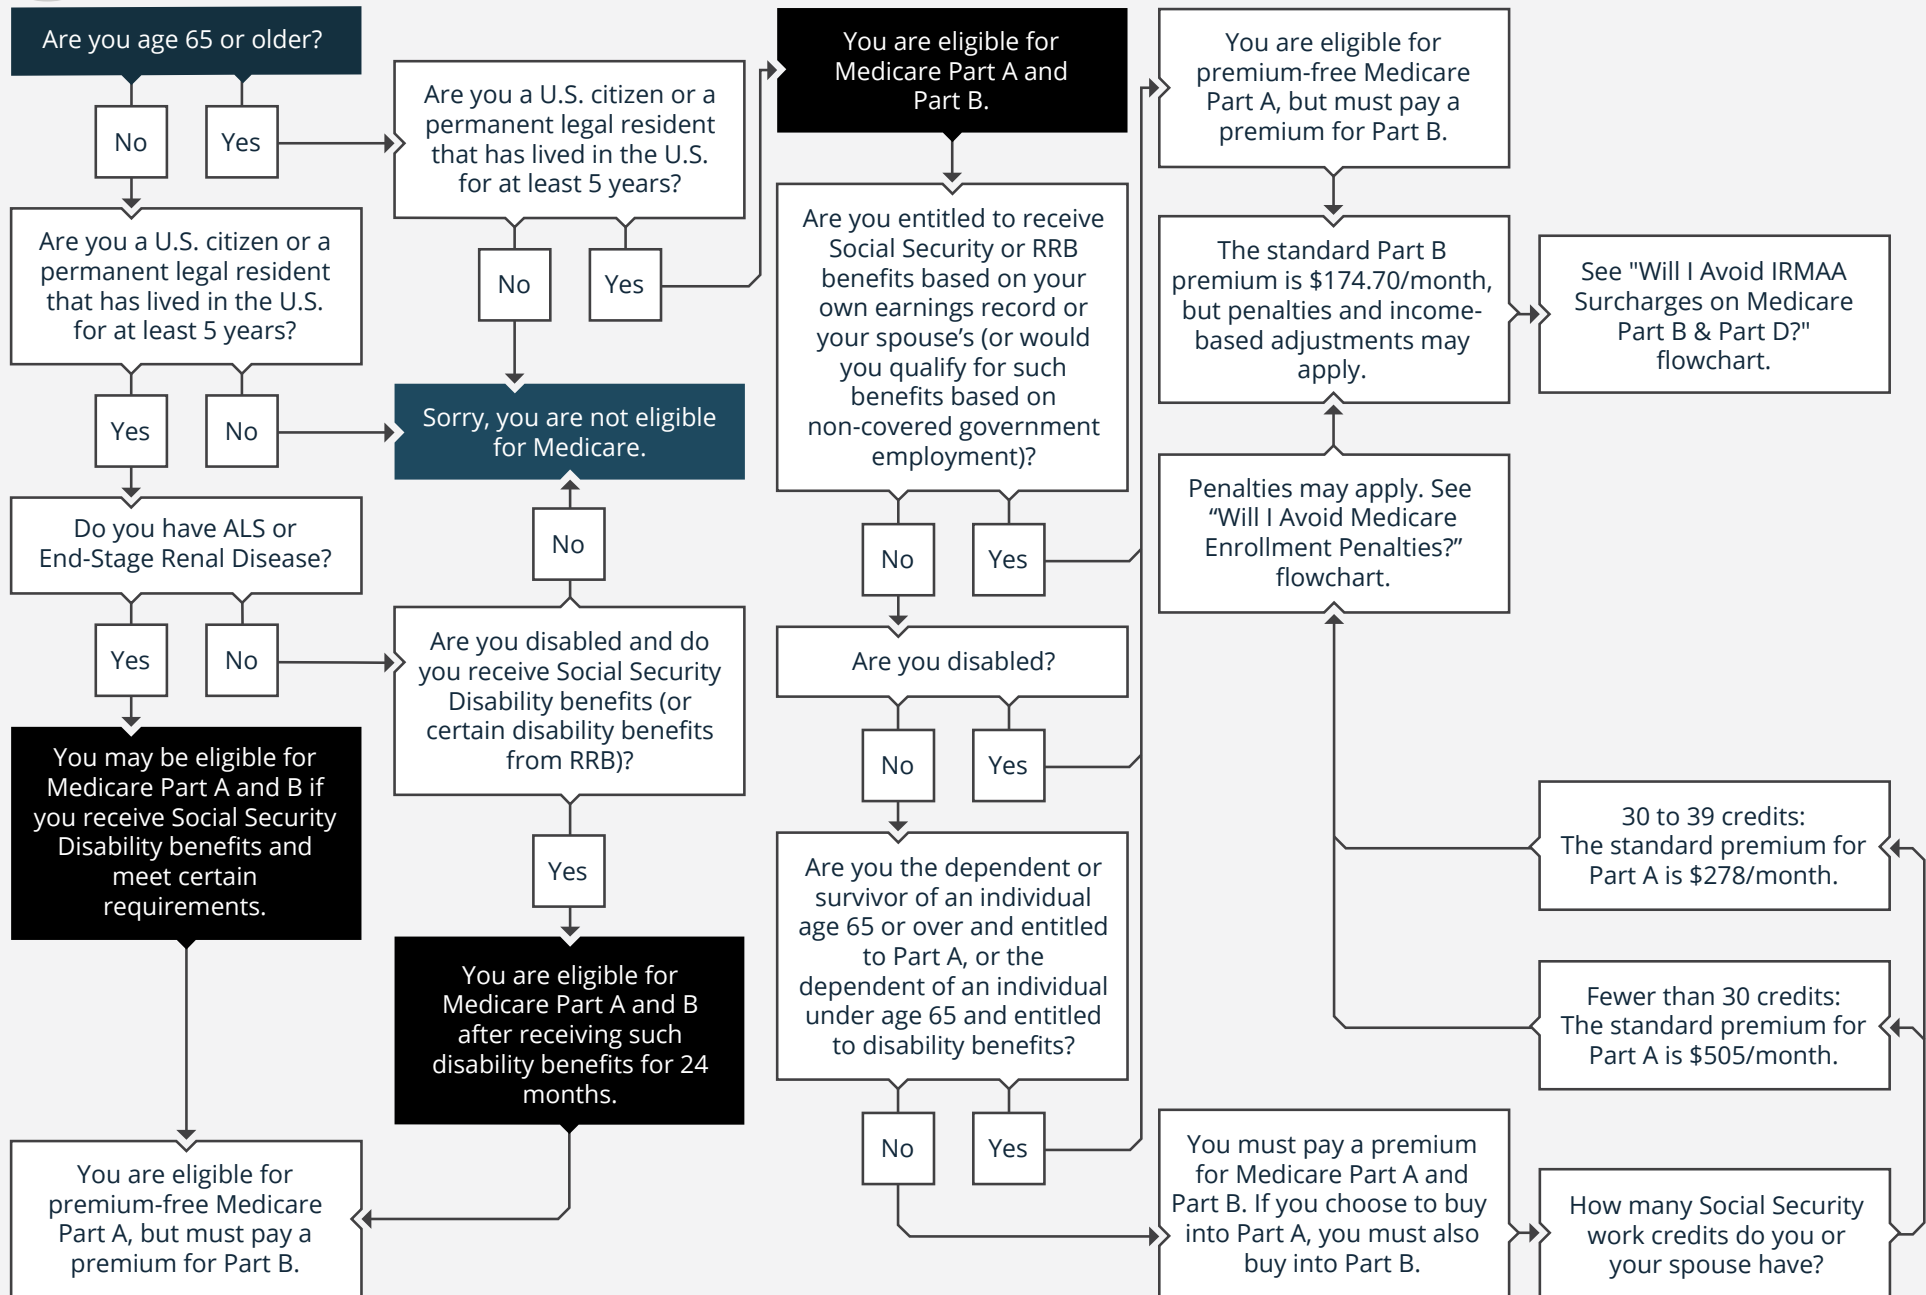 Are you age 65 or older?
No
Yes
Are you a U.S. citizen or a
permanent legal resident
that has lived in the U.S.
for at least 5 years?
Yes
No
Do you have ALS or
End-Stage Renal Disease?
Yes
No
You may be eligible for
Medicare Part A and B if
you receive Social Security
Disability benefits and
meet certain
requirements.
You are eligible for
premium-free Medicare
Part A, but must pay a
premium for Part B.
Are you a U.S. citizen or a
permanent legal resident
that has lived in the U.S.
for at least 5 years?
No
Yes
Sorry, you are not eligible
for Medicare.
No
Are you disabled and do
you receive Social Security
Disability benefits (or
certain disability benefits
from RRB)?
Yes
You are eligible for
Medicare Part A and B
after receiving such
disability benefits for 24
months.
You are eligible for
Medicare Part A and
Part B.
Are you entitled to receive
Social Security or RRB
benefits based on your
own earnings record or
your spouse’s (or would
you qualify for such
benefits based on
non-covered government
employment)?
No
Yes
Are you disabled?
No
Yes
Are you the dependent or
survivor of an individual
age 65 or over and entitled
to Part A, or the
dependent of an individual
under age 65 and entitled
to disability benefits?
No
Yes
You are eligible for
premium-free Medicare
Part A, but must pay a
premium for Part B.
The standard Part B
premium is $174.70/month,
but penalties and income-
based adjustments may
apply.
See "Will I Avoid IRMAA
Surcharges on Medicare
Part B & Part D?"
flowchart.
Penalties may apply. See
“Will I Avoid Medicare
Enrollment Penalties?”
flowchart.
30 to 39 credits:
The standard premium for
Part A is $278/month.
Fewer than 30 credits:
The standard premium for
Part A is $505/month.
You must pay a premium
for Medicare Part A and
Part B. If you choose to buy
into Part A, you must also
buy into Part B.
How many Social Security
work credits do you or
your spouse have?